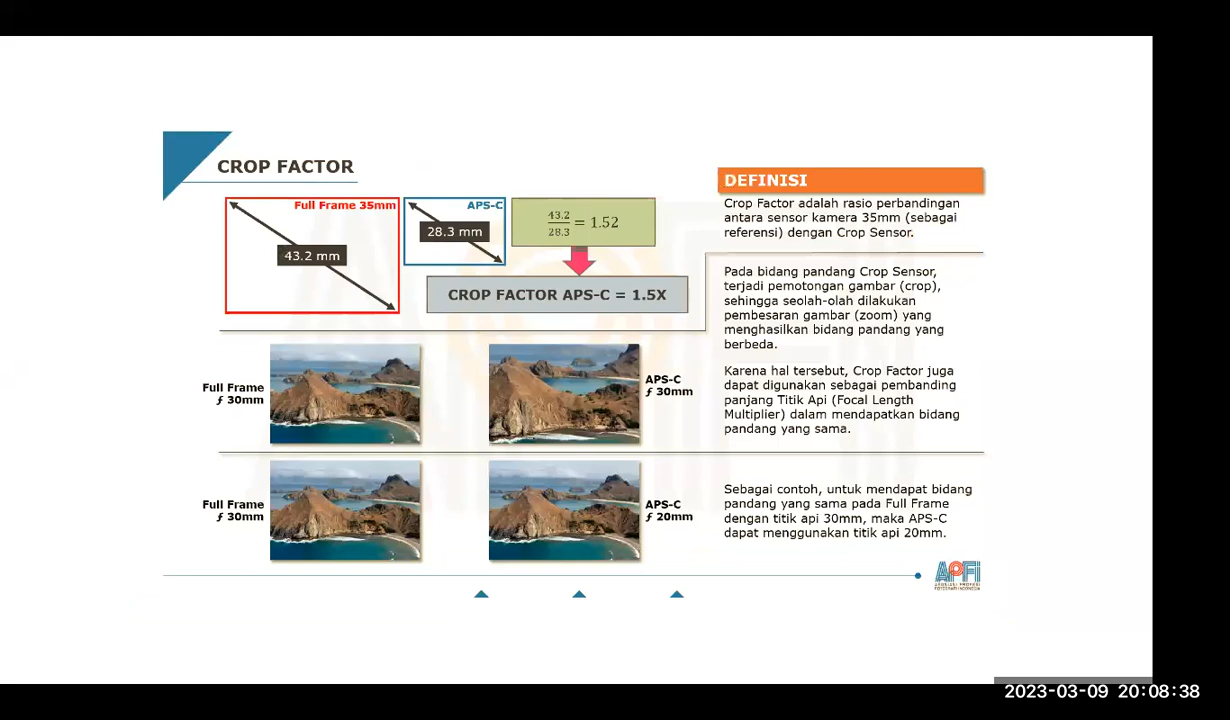 CROP FACTOR
Full Frame 35mm
43.2 mm
APS-C
28.3 mm
43.2
28.3
= 1.52
CROP FACTOR APS-C = 1.5X
DEFINISI
Crop Factor adalah rasio perbandingan
antara sensor kamera 35mm (sebagai
referensi) dengan Crop Sensor.
Pada bidang pandang Crop Sensor,
terjadi pemotongan gambar (crop),
sehingga seolah-olah dilakukan
pembesaran gambar (zoom) yang
menghasilkan bidang pandang yang
berbeda.
Karena hal tersebut, Crop Factor juga
dapat digunakan sebagai pembanding
panjang Titik Api (Focal Length
Multiplier) dalam mendapatkan bidang
pandang yang sama.
Full Frame
ƒ 30mm
APS-C
ƒ 30mm
Full Frame
ƒ 30mm
APS-C
ƒ 20mm
Sebagai contoh, untuk mendapat bidang
pandang yang sama pada Full Frame
dengan titik api 30mm, maka APS-C
dapat menggunakan titik api 20mm.
APFI
ASOSIASI PROFESI
FOTOGRAFI INDONESIA
2023-03-09 20:08:38